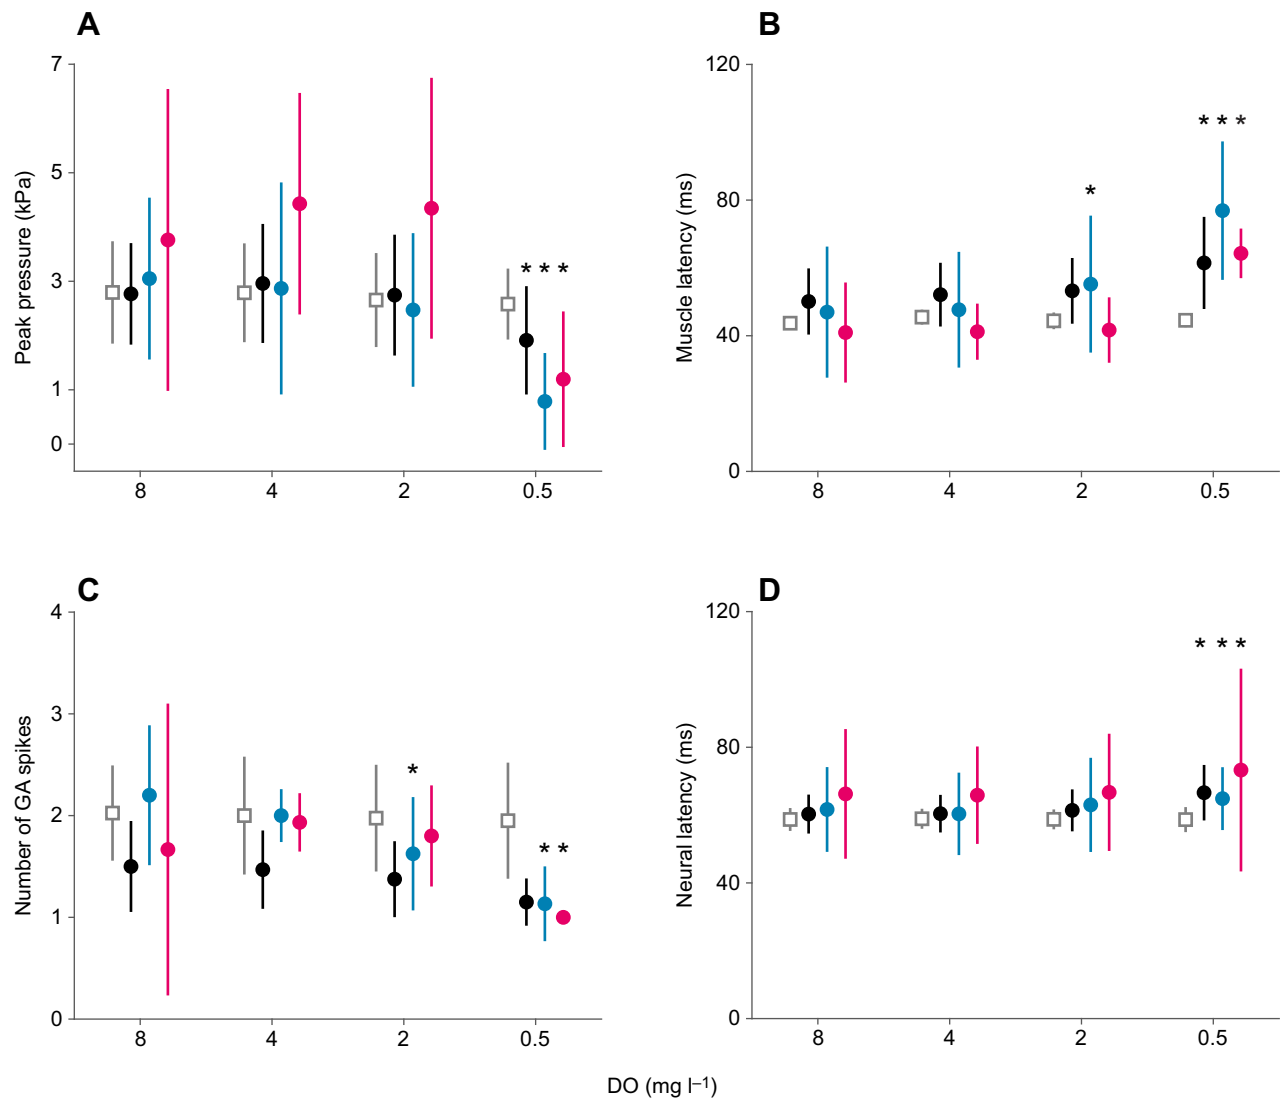 A
Peak pressure (kPa)
7
5
3
1
0
* * *
8 4 2 0.5
B
Muscle latency (ms)
120
80
40
0
*
* * *
8 4 2 0.5
C
Number of GA spikes
4
3
2
1
0
*
* *
8 4 2 0.5
D
Neural latency (ms)
120
80
40
0
* * *
8 4 2 0.5
DO (mg l⁻¹)